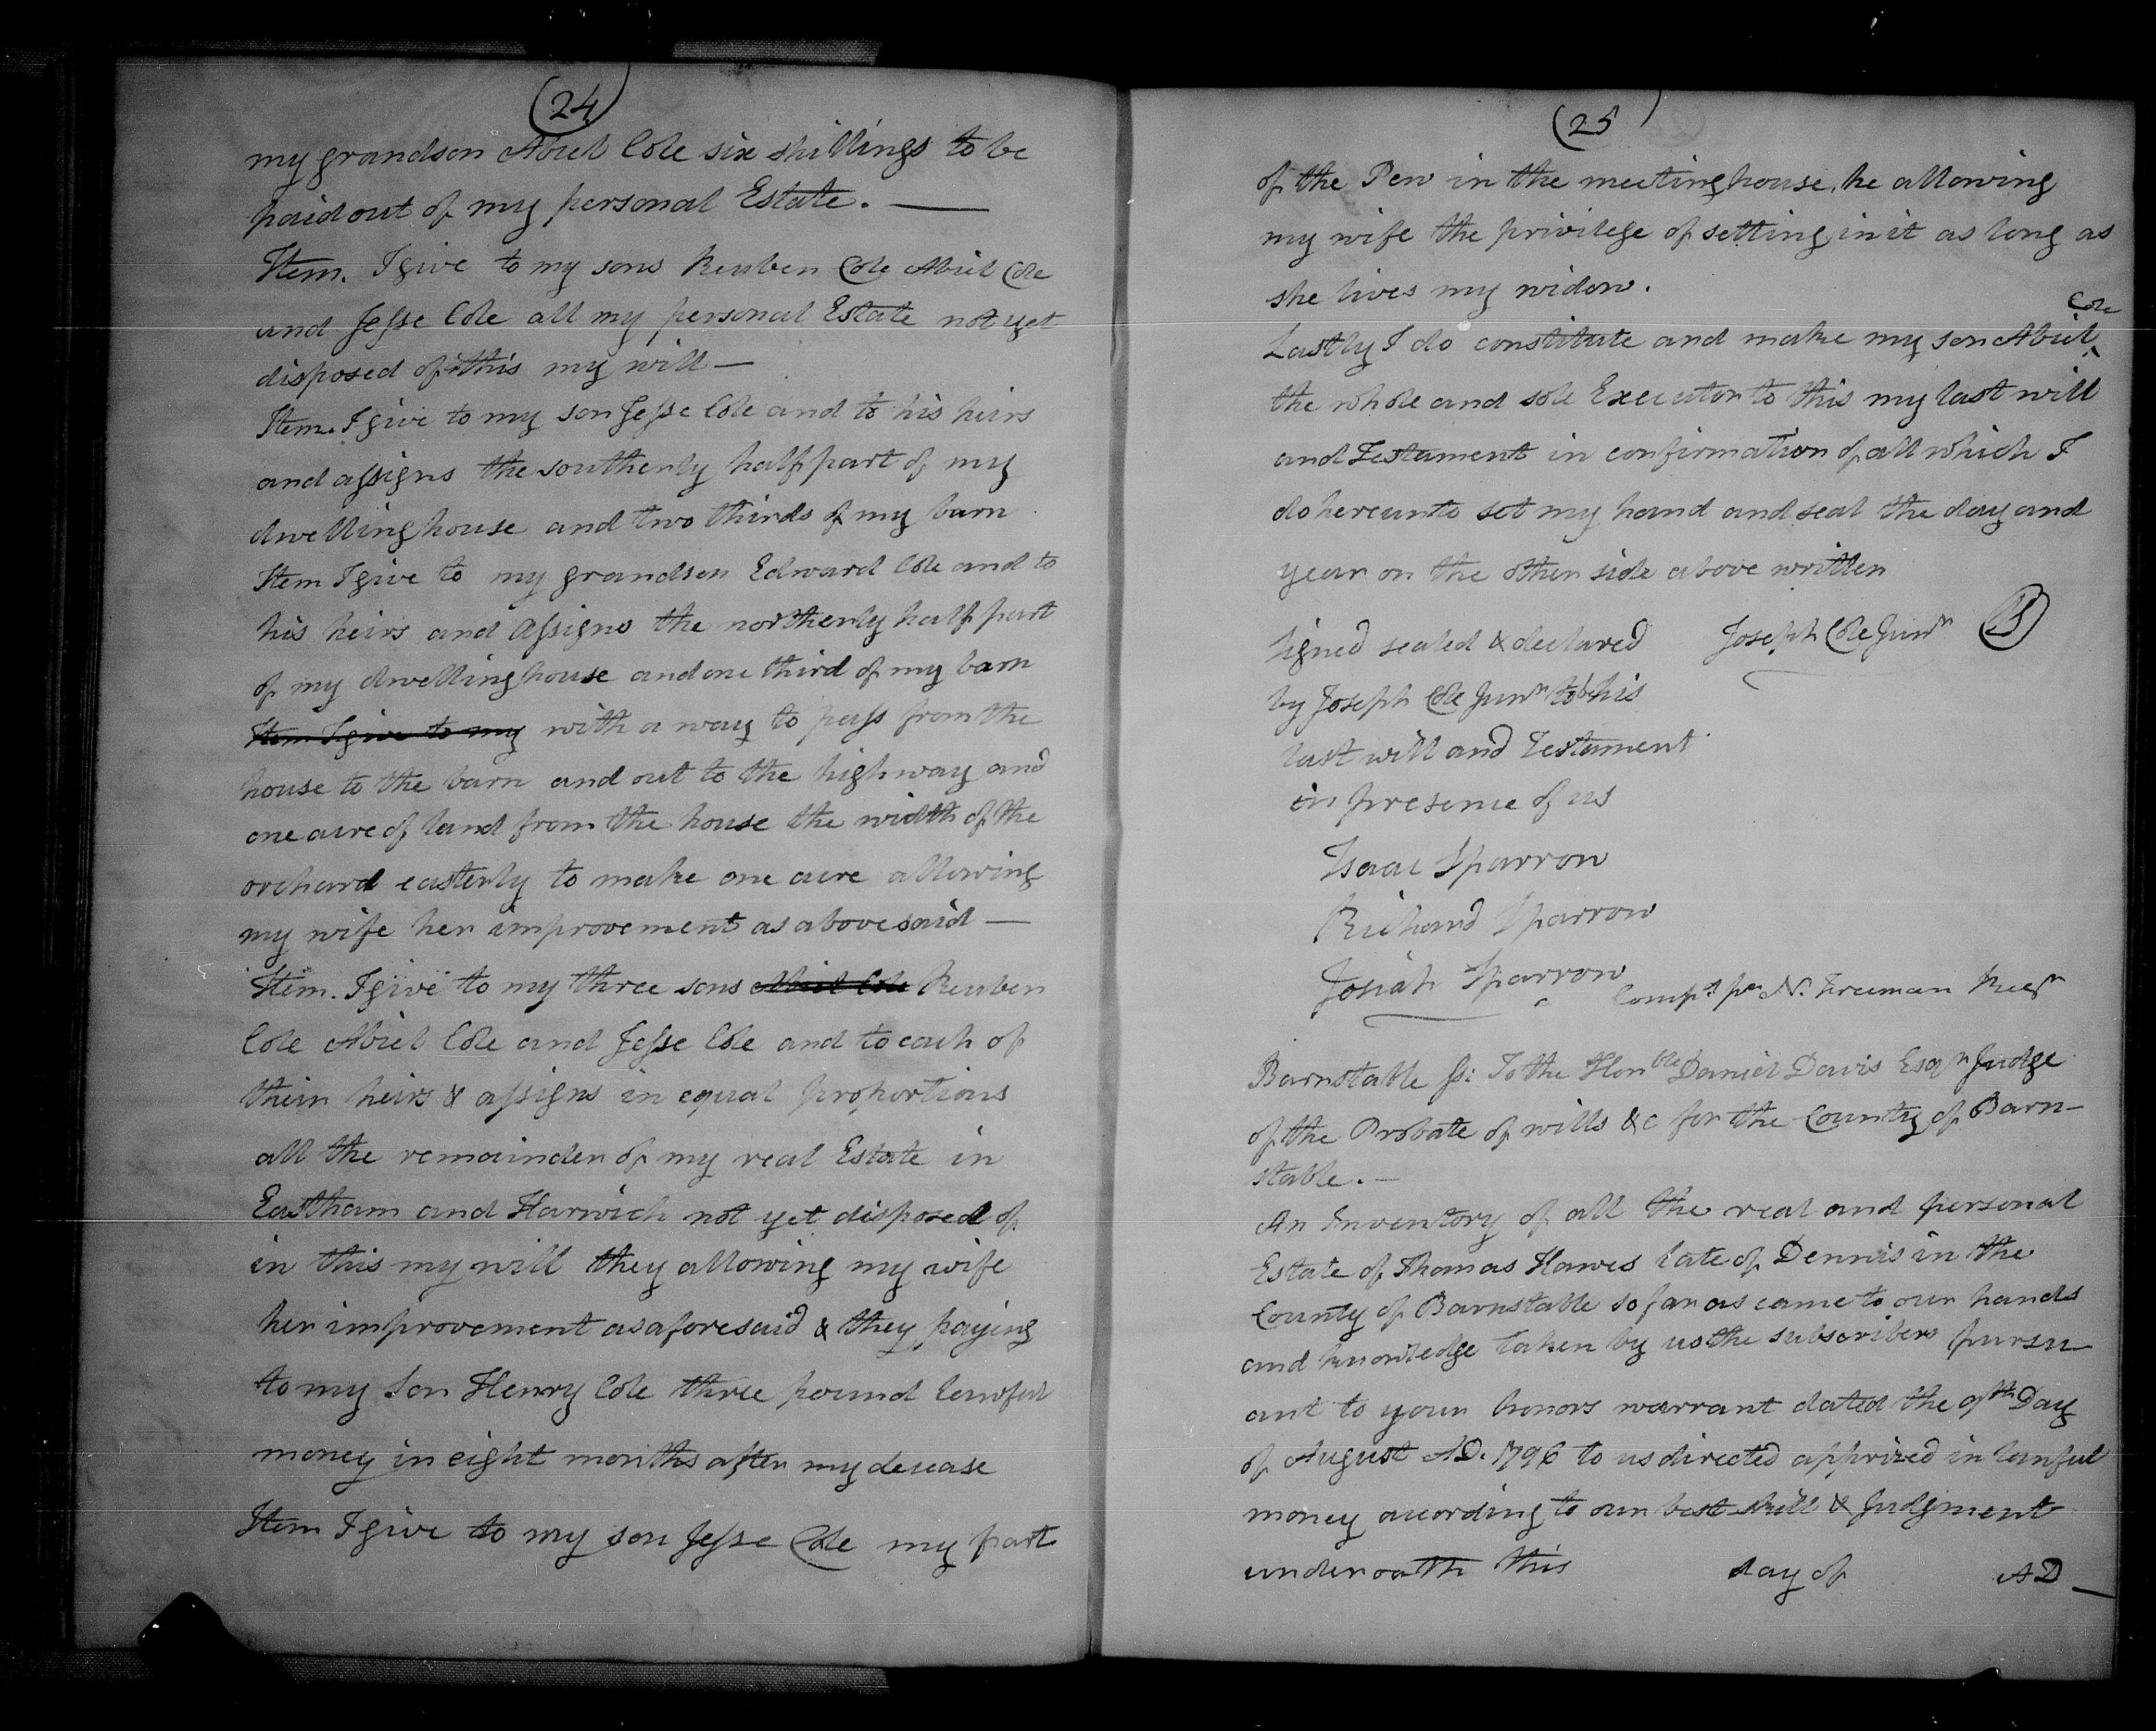 (24)
my grandson Abiel Cole six shillings to be
paid out of my personal Estate. —
Item. I give to my sons Reuben Cole Abiel Cole
and Jesse Cole all my personal Estate not yet
disposed of in this my will —
Item. I give to my son Jesse Cole and to his heirs
and assigns the southerly half part of my
dwelling house and two thirds of my barn
Item I give to my grandson Edward Cole and to
his heirs and Assigns the northerly half part
of my dwelling house and one third of my barn
Item I give to my with a way to pass from the
house to the barn and out to the high way and
one acre of land from the house the width of the
orchard easterly to make one acre allowing
my wife her improvement as above said —
Item. I give to my three sons Abiel Cole Reuben
Cole Abiel Cole and Jesse Cole and to each of
their heirs & assigns in equal proportions
all the remainder of my real Estate in
Eastham and Harwich not yet disposed of
in this my will they allowing my wife
her improvement as aforesaid & they paying
to my Son Henry Cole three pound lawful
money in eight months after my decease
Item I give to my son Jesse Cole my part
(25)
of the Pew in the meeting house, he allowing
my wife the privilege of setting in it as long as
she lives my widow.
Lastly I do constitute and make my son Abiel Cole
the whole and sole Executor to this my last will
and Testament in confirmation of all which I
do hereunto set my hand and seal the day and
year on the other side above written
Signed sealed & declared Joseph Cole Junr
by Joseph Cole Junr to be his
last will and Testament
in presence of us
Isaac Sparrow
Richard Sparrow
Josiah Sparrow
Compd pr N. Freeman Regr
Barnstable ss: To the Honble Daniel Davis Esqr Judge
of the Probate of wills &c for the County of Barn-
stable. —
An Inventory of all the real and personal
Estate of Thomas Hawes late of Dennis in the
County of Barnstable so far as came to our hands
and knowledge taken by us the subscribers pursu-
ant to your honors warrant dated the 9th Day
of August AD. 1796 to us directed apprized in lawful
money according to our best skill & Judgment
under oath this day of AD —